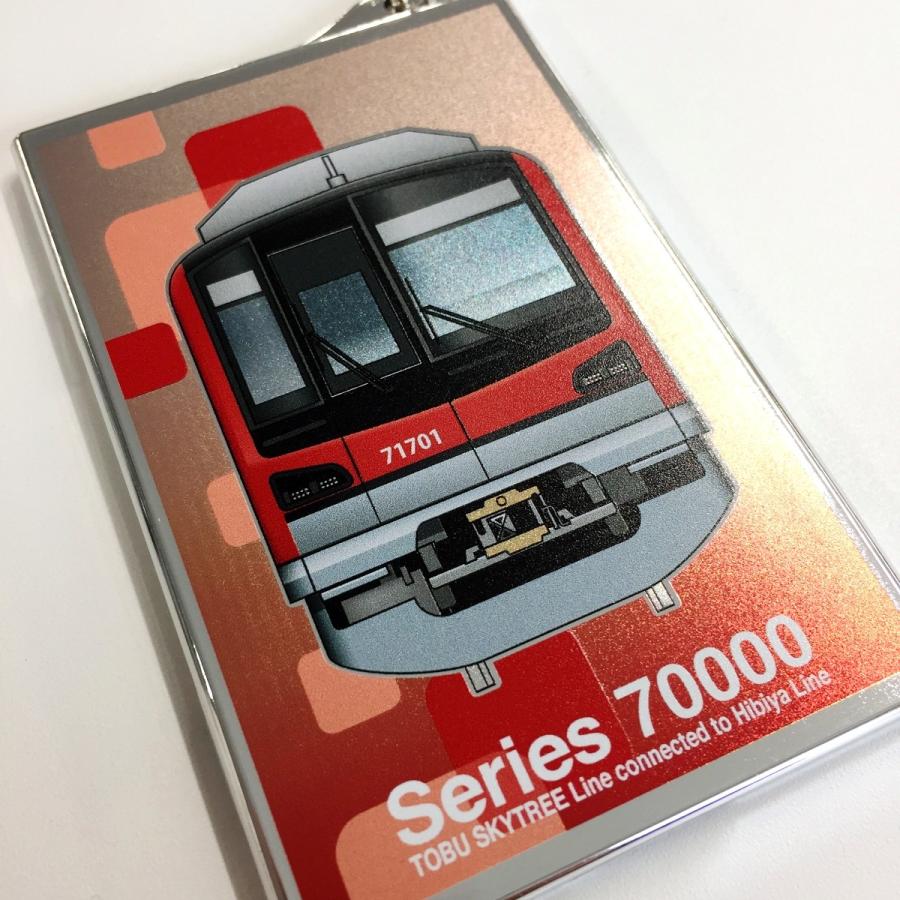 71701
Series 70000
TOBU SKYTREE Line connected to Hibiya Line